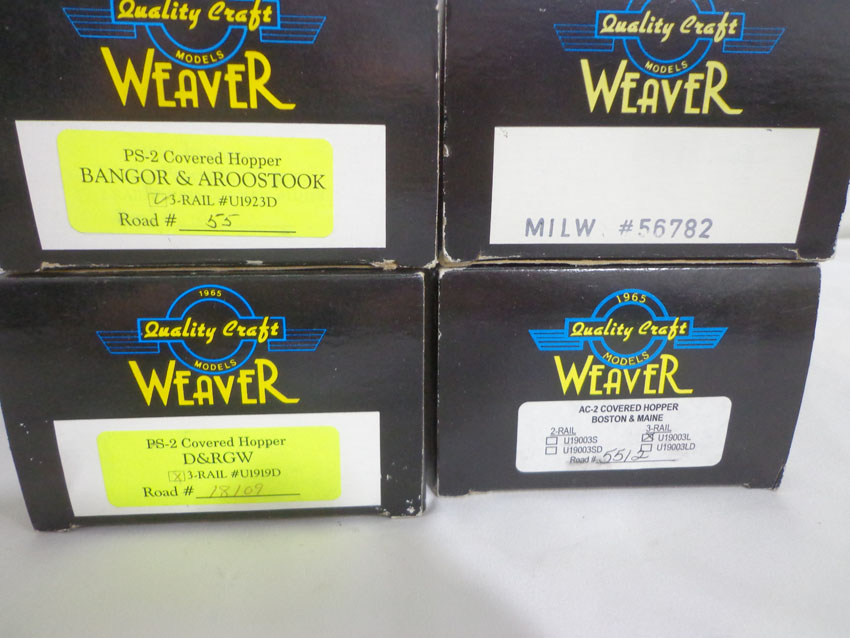 Quality Craft
MODELS
WEAVER
PS-2 Covered Hopper
BANGOR & AROOSTOOK
3-RAIL #U1923D
Road # 55
Quality Craft
MODELS
WEAVER
MILW. #56782
1965
Quality Craft
MODELS
WEAVER
PS-2 Covered Hopper
D&RGW
X 3-RAIL #U1919D
Road # 18109
1965
Quality Craft
MODELS
WEAVER
AC-2 COVERED HOPPER
BOSTON & MAINE
2-RAIL 3-RAIL
U19003S X U19003L
U19003SD U19003LD
Road # 5512